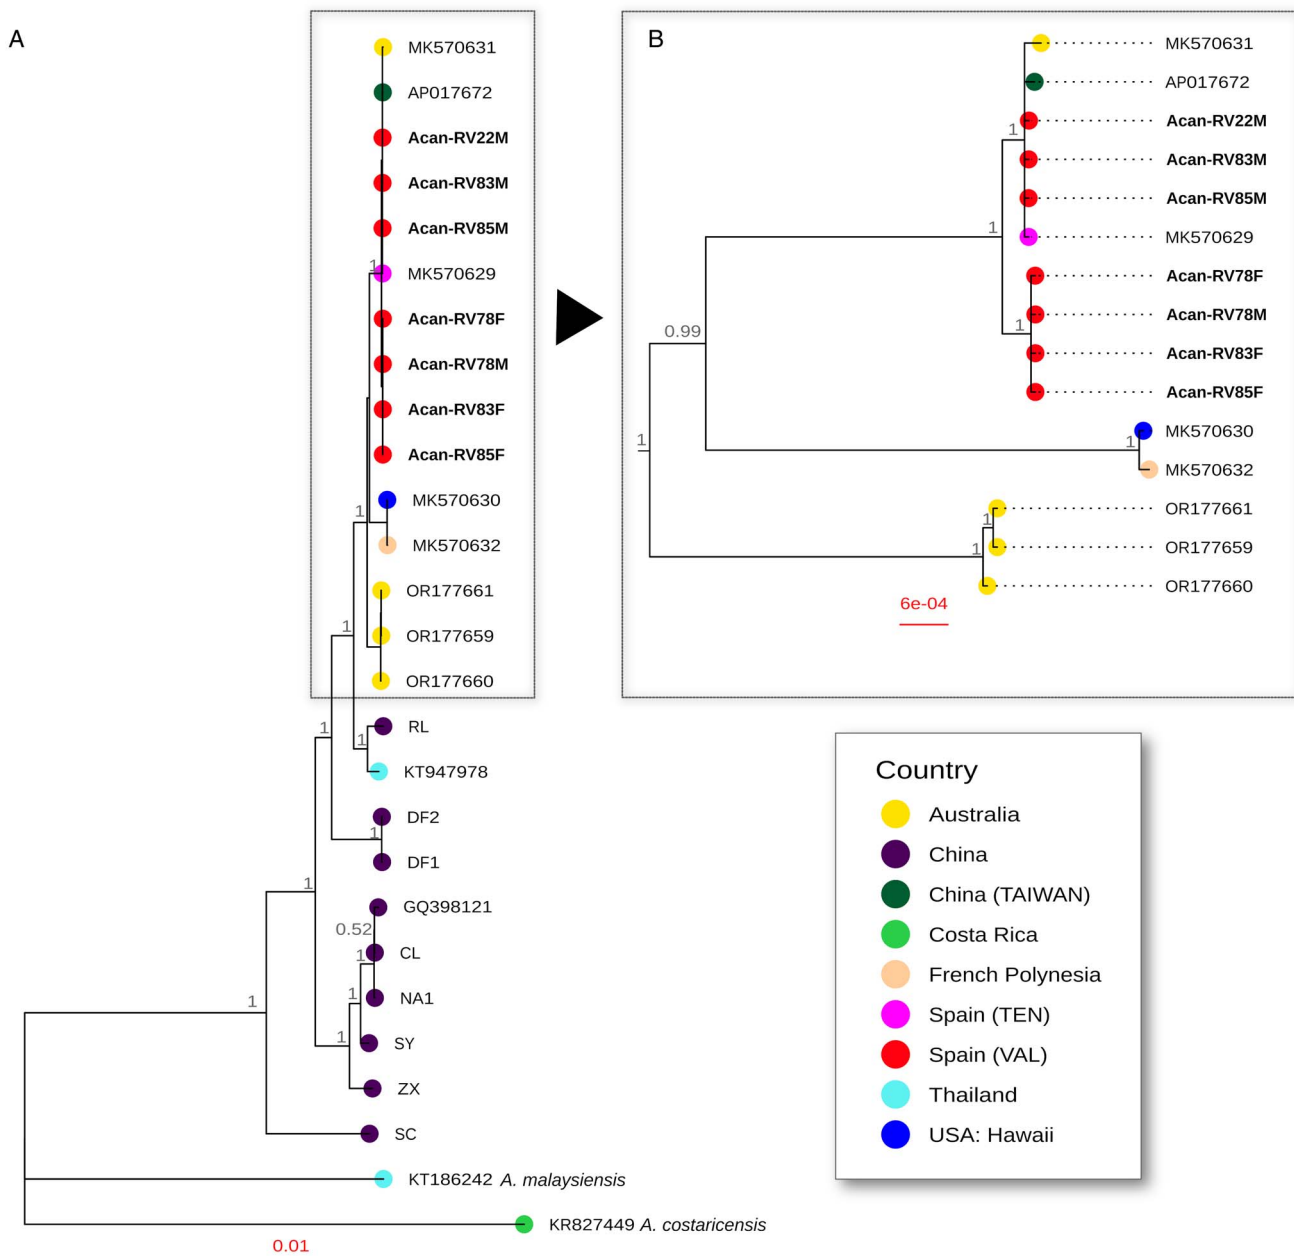 A
MK570631
AP017672
Acan-RV22M
Acan-RV83M
Acan-RV85M
1
MK570629
Acan-RV78F
Acan-RV78M
Acan-RV83F
Acan-RV85F
MK570630
1
MK570632
OR177661
1
OR177659
OR177660
1
RL
1
KT947978
DF2
1
DF1
1
GQ398121
0.52
CL
1
1
NA1
1
1
SY
ZX
SC
KT186242 A. malaysiensis
KR827449 A. costaricensis
0.01
B
MK570631
AP017672
1
Acan-RV22M
Acan-RV83M
Acan-RV85M
1
MK570629
Acan-RV78F
1
Acan-RV78M
0.99
Acan-RV83F
Acan-RV85F
MK570630
1
1
MK570632
OR177661
1
1
OR177659
OR177660
6e-04
Country
Australia
China
China (TAIWAN)
Costa Rica
French Polynesia
Spain (TEN)
Spain (VAL)
Thailand
USA: Hawaii